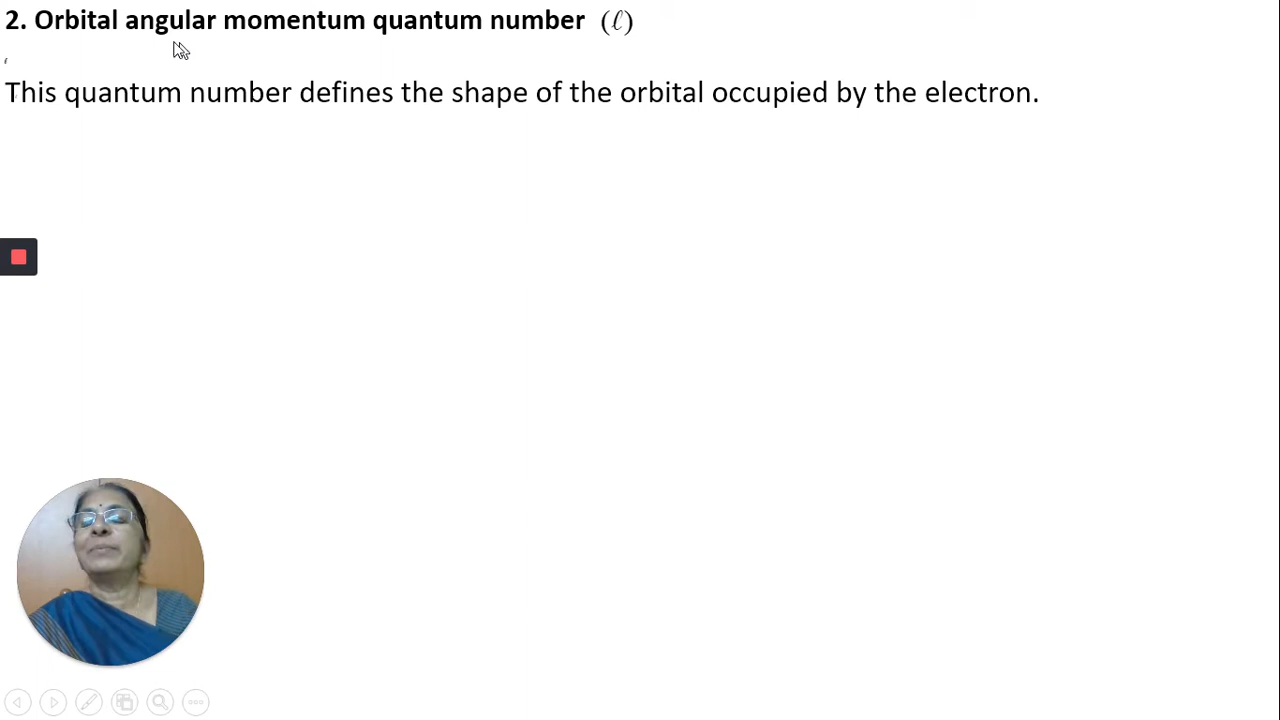 2. Orbital angular momentum quantum number (ℓ)
This quantum number defines the shape of the orbital occupied by the electron.